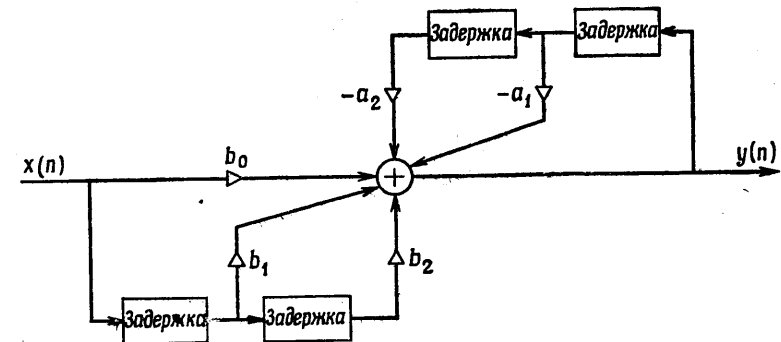 Задержка
Задержка
-a₂
-a₁
x(n)
b₀
+
y(n)
b₁
b₂
Задержка
Задержка